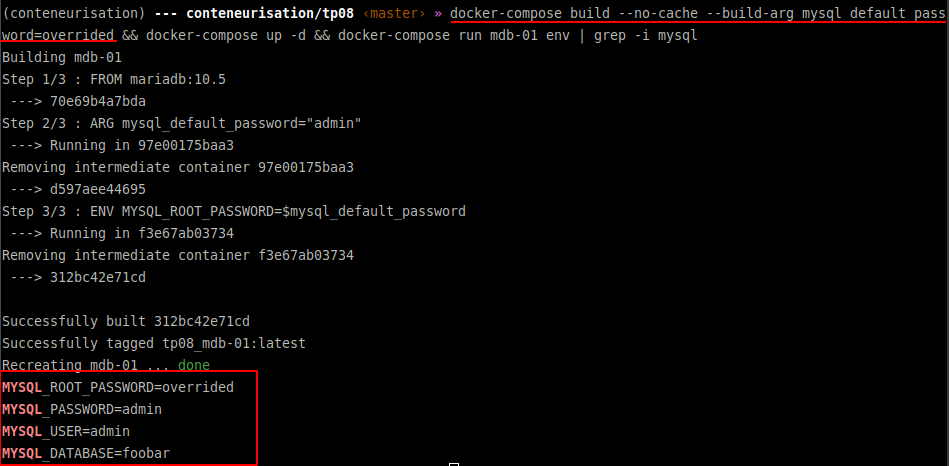 (conteneurisation) --- conteneurisation/tp08 ‹master› » docker-compose build --no-cache --build-arg mysql_default_pass
word=overrided && docker-compose up -d && docker-compose run mdb-01 env | grep -i mysql
Building mdb-01
Step 1/3 : FROM mariadb:10.5
 ---> 70e69b4a7bda
Step 2/3 : ARG mysql_default_password="admin"
 ---> Running in 97e00175baa3
Removing intermediate container 97e00175baa3
 ---> d597aee44695
Step 3/3 : ENV MYSQL_ROOT_PASSWORD=$mysql_default_password
 ---> Running in f3e67ab03734
Removing intermediate container f3e67ab03734
 ---> 312bc42e71cd

Successfully built 312bc42e71cd
Successfully tagged tp08_mdb-01:latest
Recreating mdb-01 ... done
MYSQL_ROOT_PASSWORD=overrided
MYSQL_PASSWORD=admin
MYSQL_USER=admin
MYSQL_DATABASE=foobar